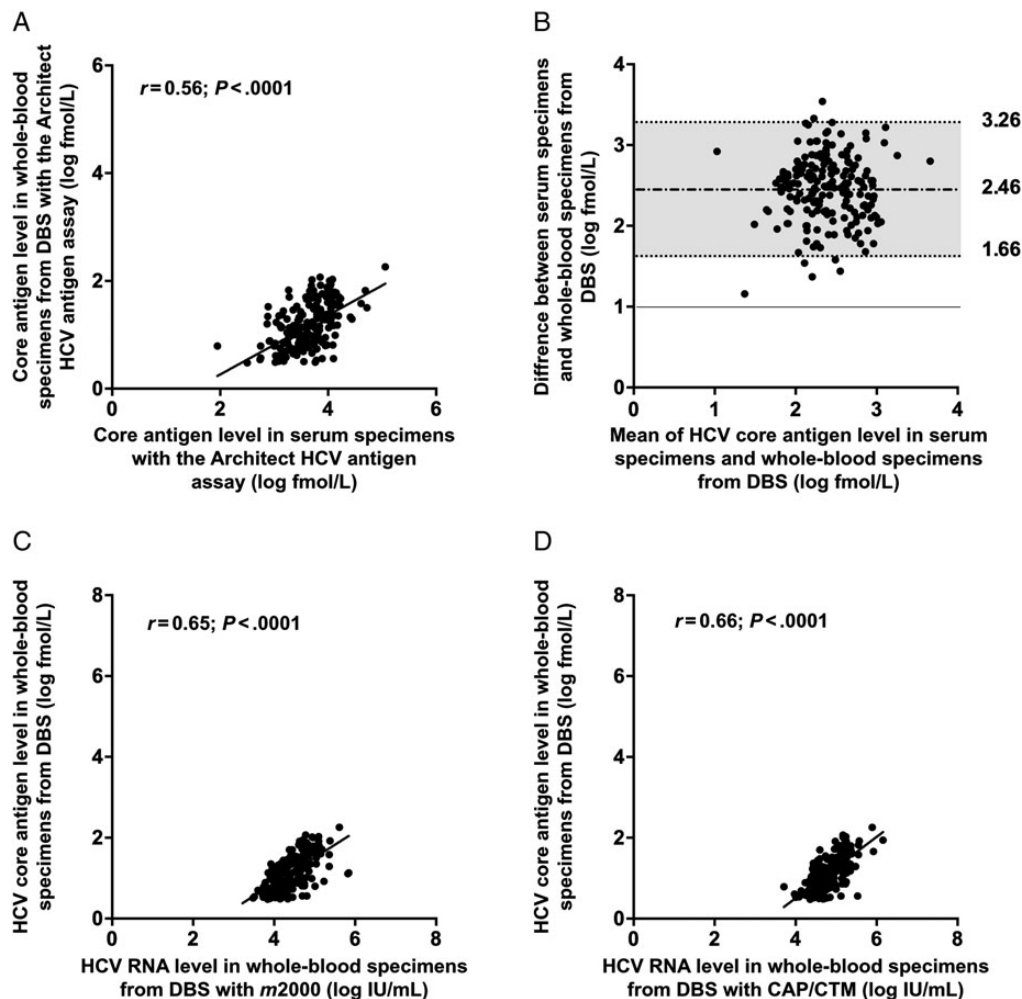 A
Core antigen level in whole-blood
specimens from DBS with the Architect
HCV antigen assay (log fmol/L)
6
4
2
0
r=0.56; P<.0001
0 2 4 6
Core antigen level in serum specimens
with the Architect HCV antigen
assay (log fmol/L)
B
Diffrence between serum specimens
and whole-blood specimens from
DBS (log fmol/L)
4
3
2
1
0
3.26
2.46
1.66
0 1 2 3 4
Mean of HCV core antigen level in serum
specimens and whole-blood specimens
from DBS (log fmol/L)
C
HCV core antigen level in whole-blood
specimens from DBS (log fmol/L)
8
6
4
2
0
r=0.65; P<.0001
0 2 4 6 8
HCV RNA level in whole-blood specimens
from DBS with m2000 (log IU/mL)
D
HCV core antigen level in whole-blood
specimens from DBS (log fmol/L)
8
6
4
2
0
r=0.66; P<.0001
0 2 4 6 8
HCV RNA level in whole-blood specimens
from DBS with CAP/CTM (log IU/mL)